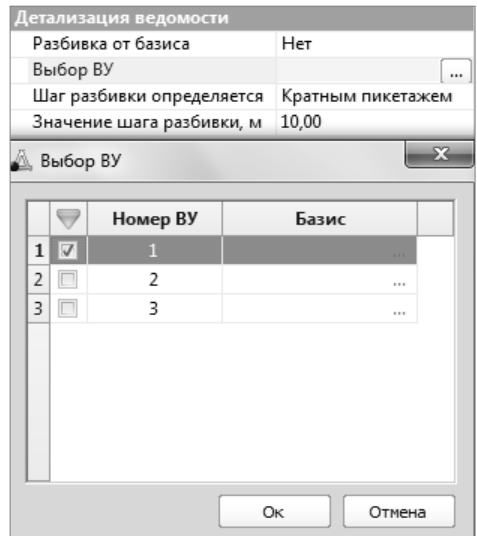 Детализация ведомости
Разбивка от базиса Нет
Выбор ВУ ...
Шаг разбивки определяется Кратным пикетажем
Значение шага разбивки, м 10,00
Выбор ВУ x
Номер ВУ Базис
1 1 ...
2 2 ...
3 3 ...
Ок Отмена